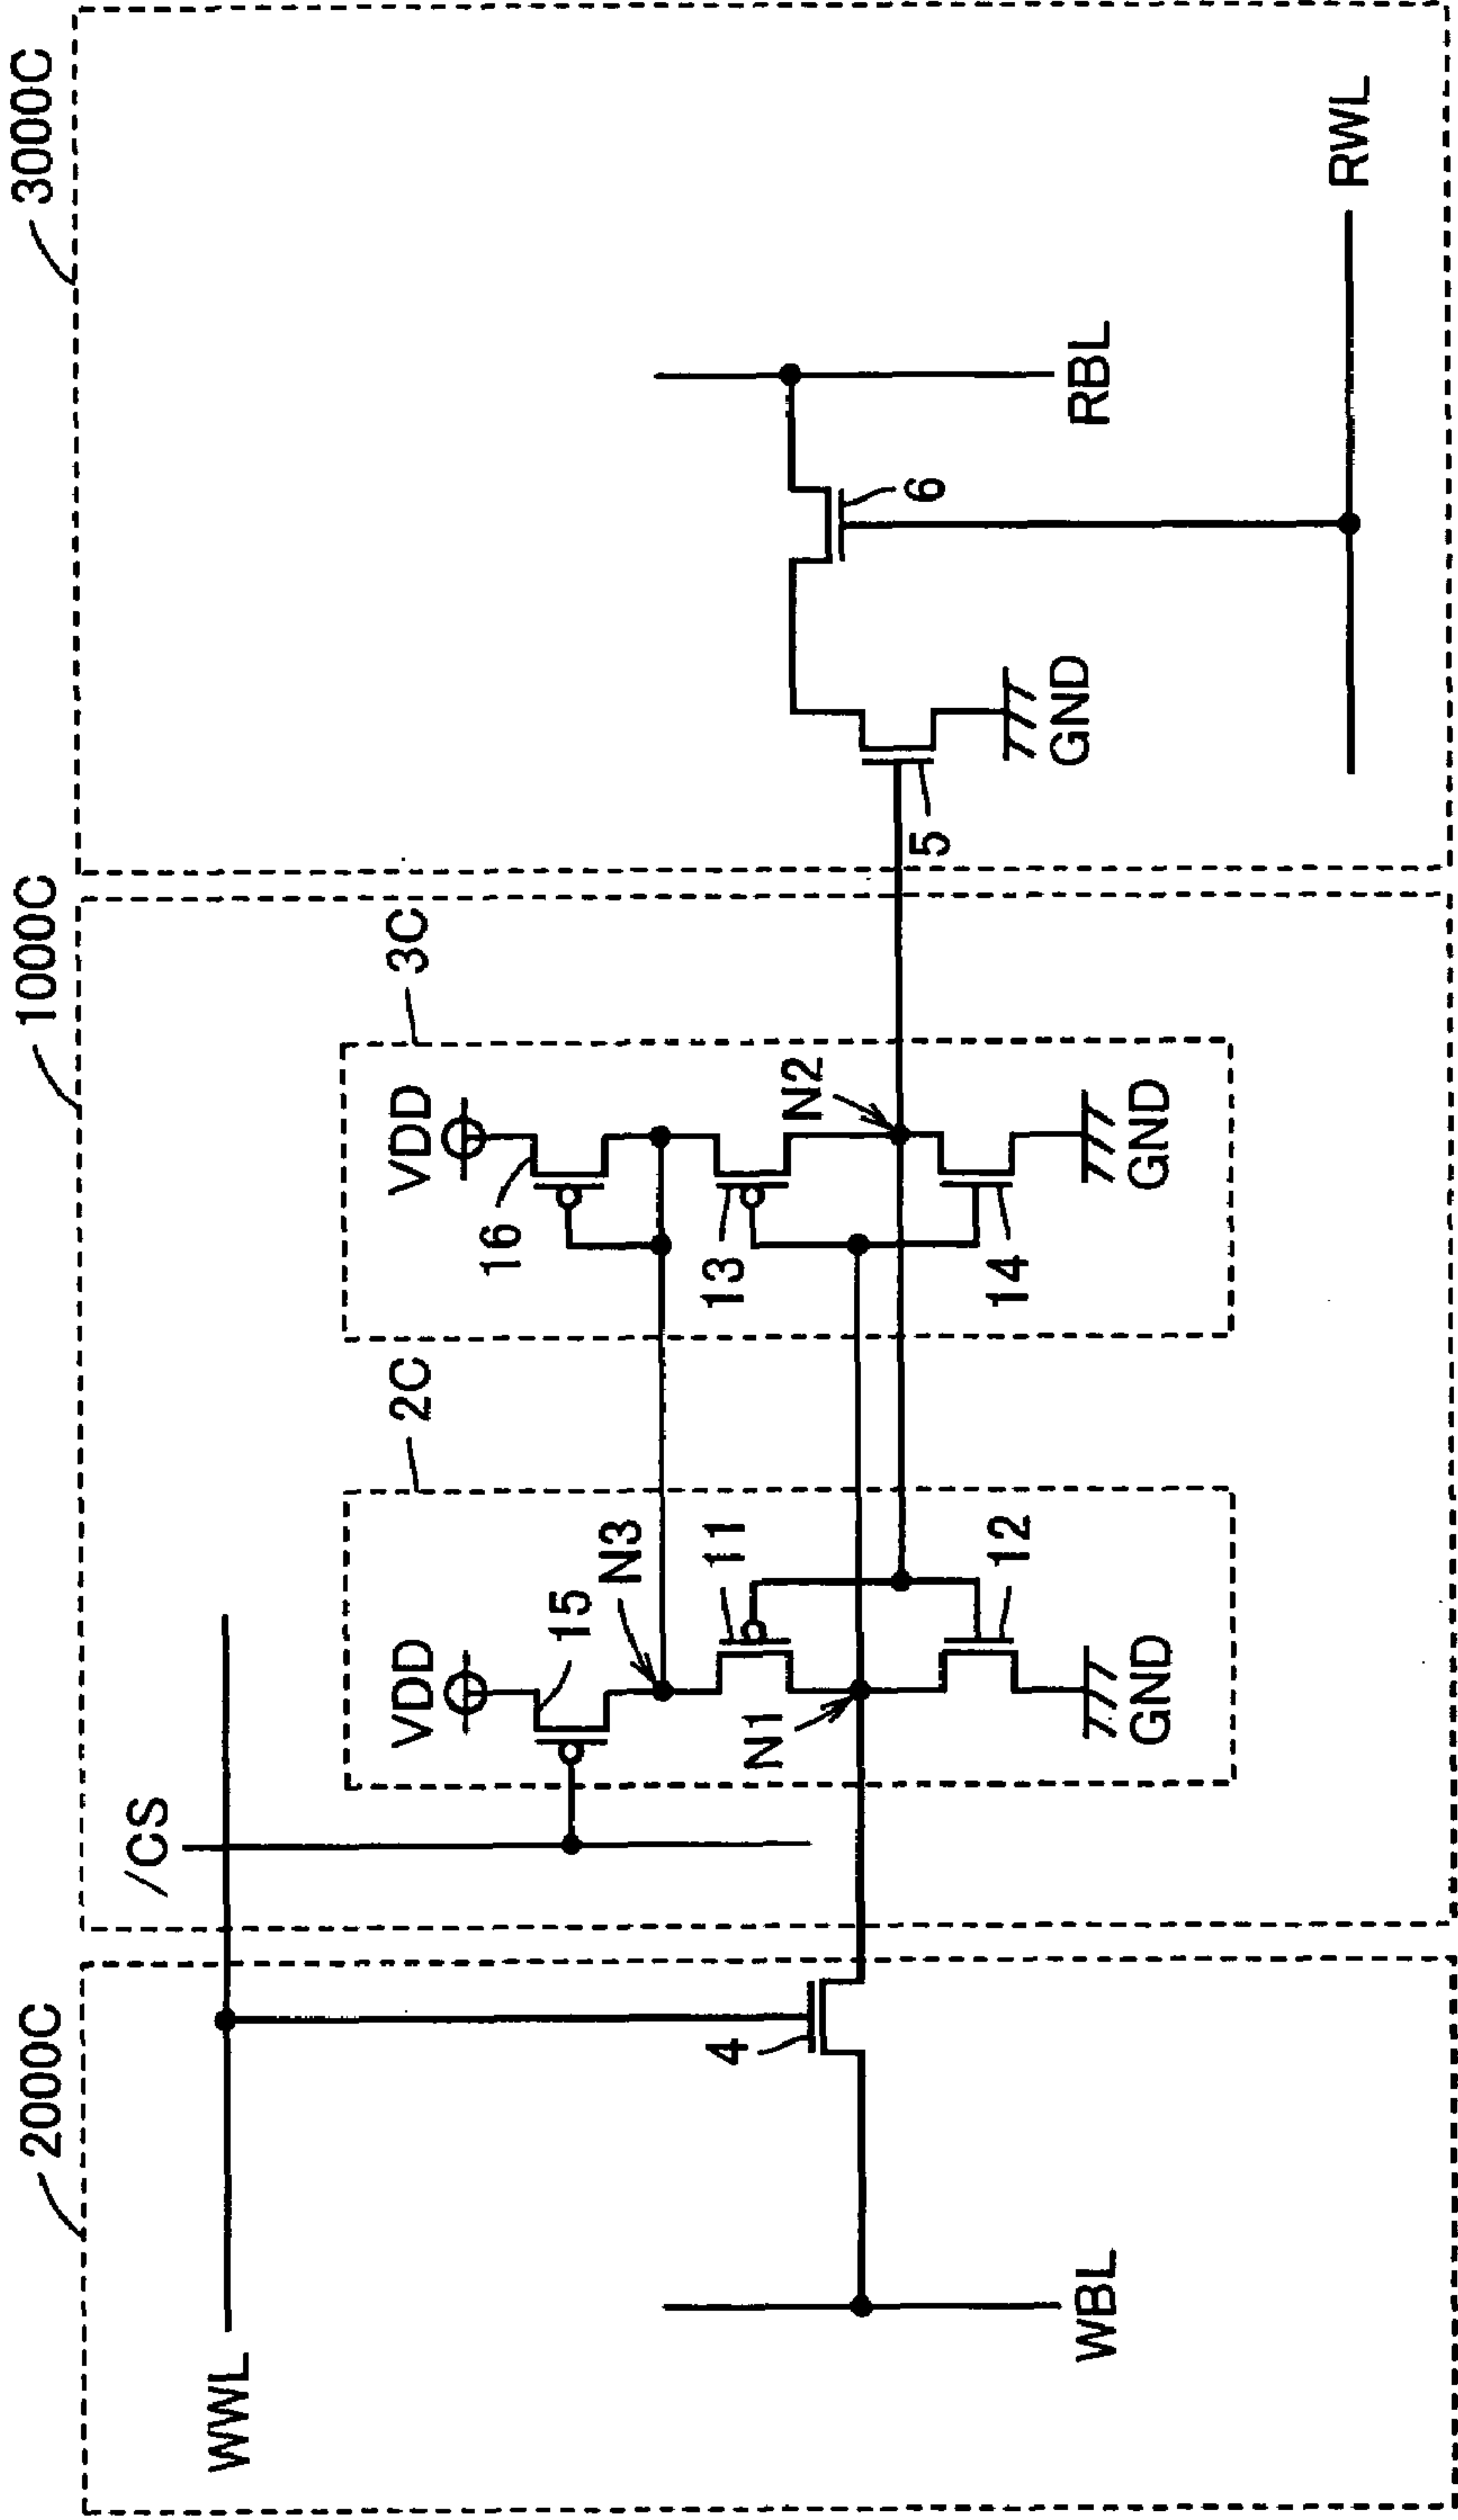 2000C
1000C
3000C
WWL
/CS
2C
3C
VDD
VDD
15
16
N3
11
13
N1
N2
12
14
GND
GND
4
WBL
5
GND
6
RBL
RWL